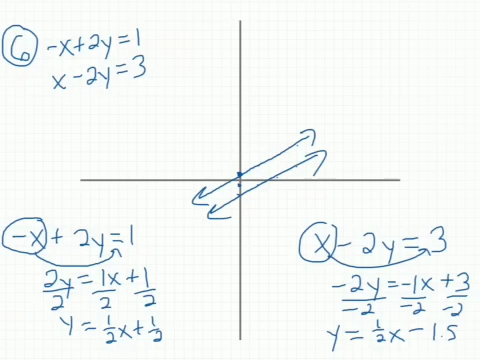 6 -x+2y=1
x-2y=3
-x+2y=1
2y/2=1x/2+1/2
y=1/2x+1/2
x-2y=3
-2y/-2=-1x/-2+3/-2
y=1/2x-1.5